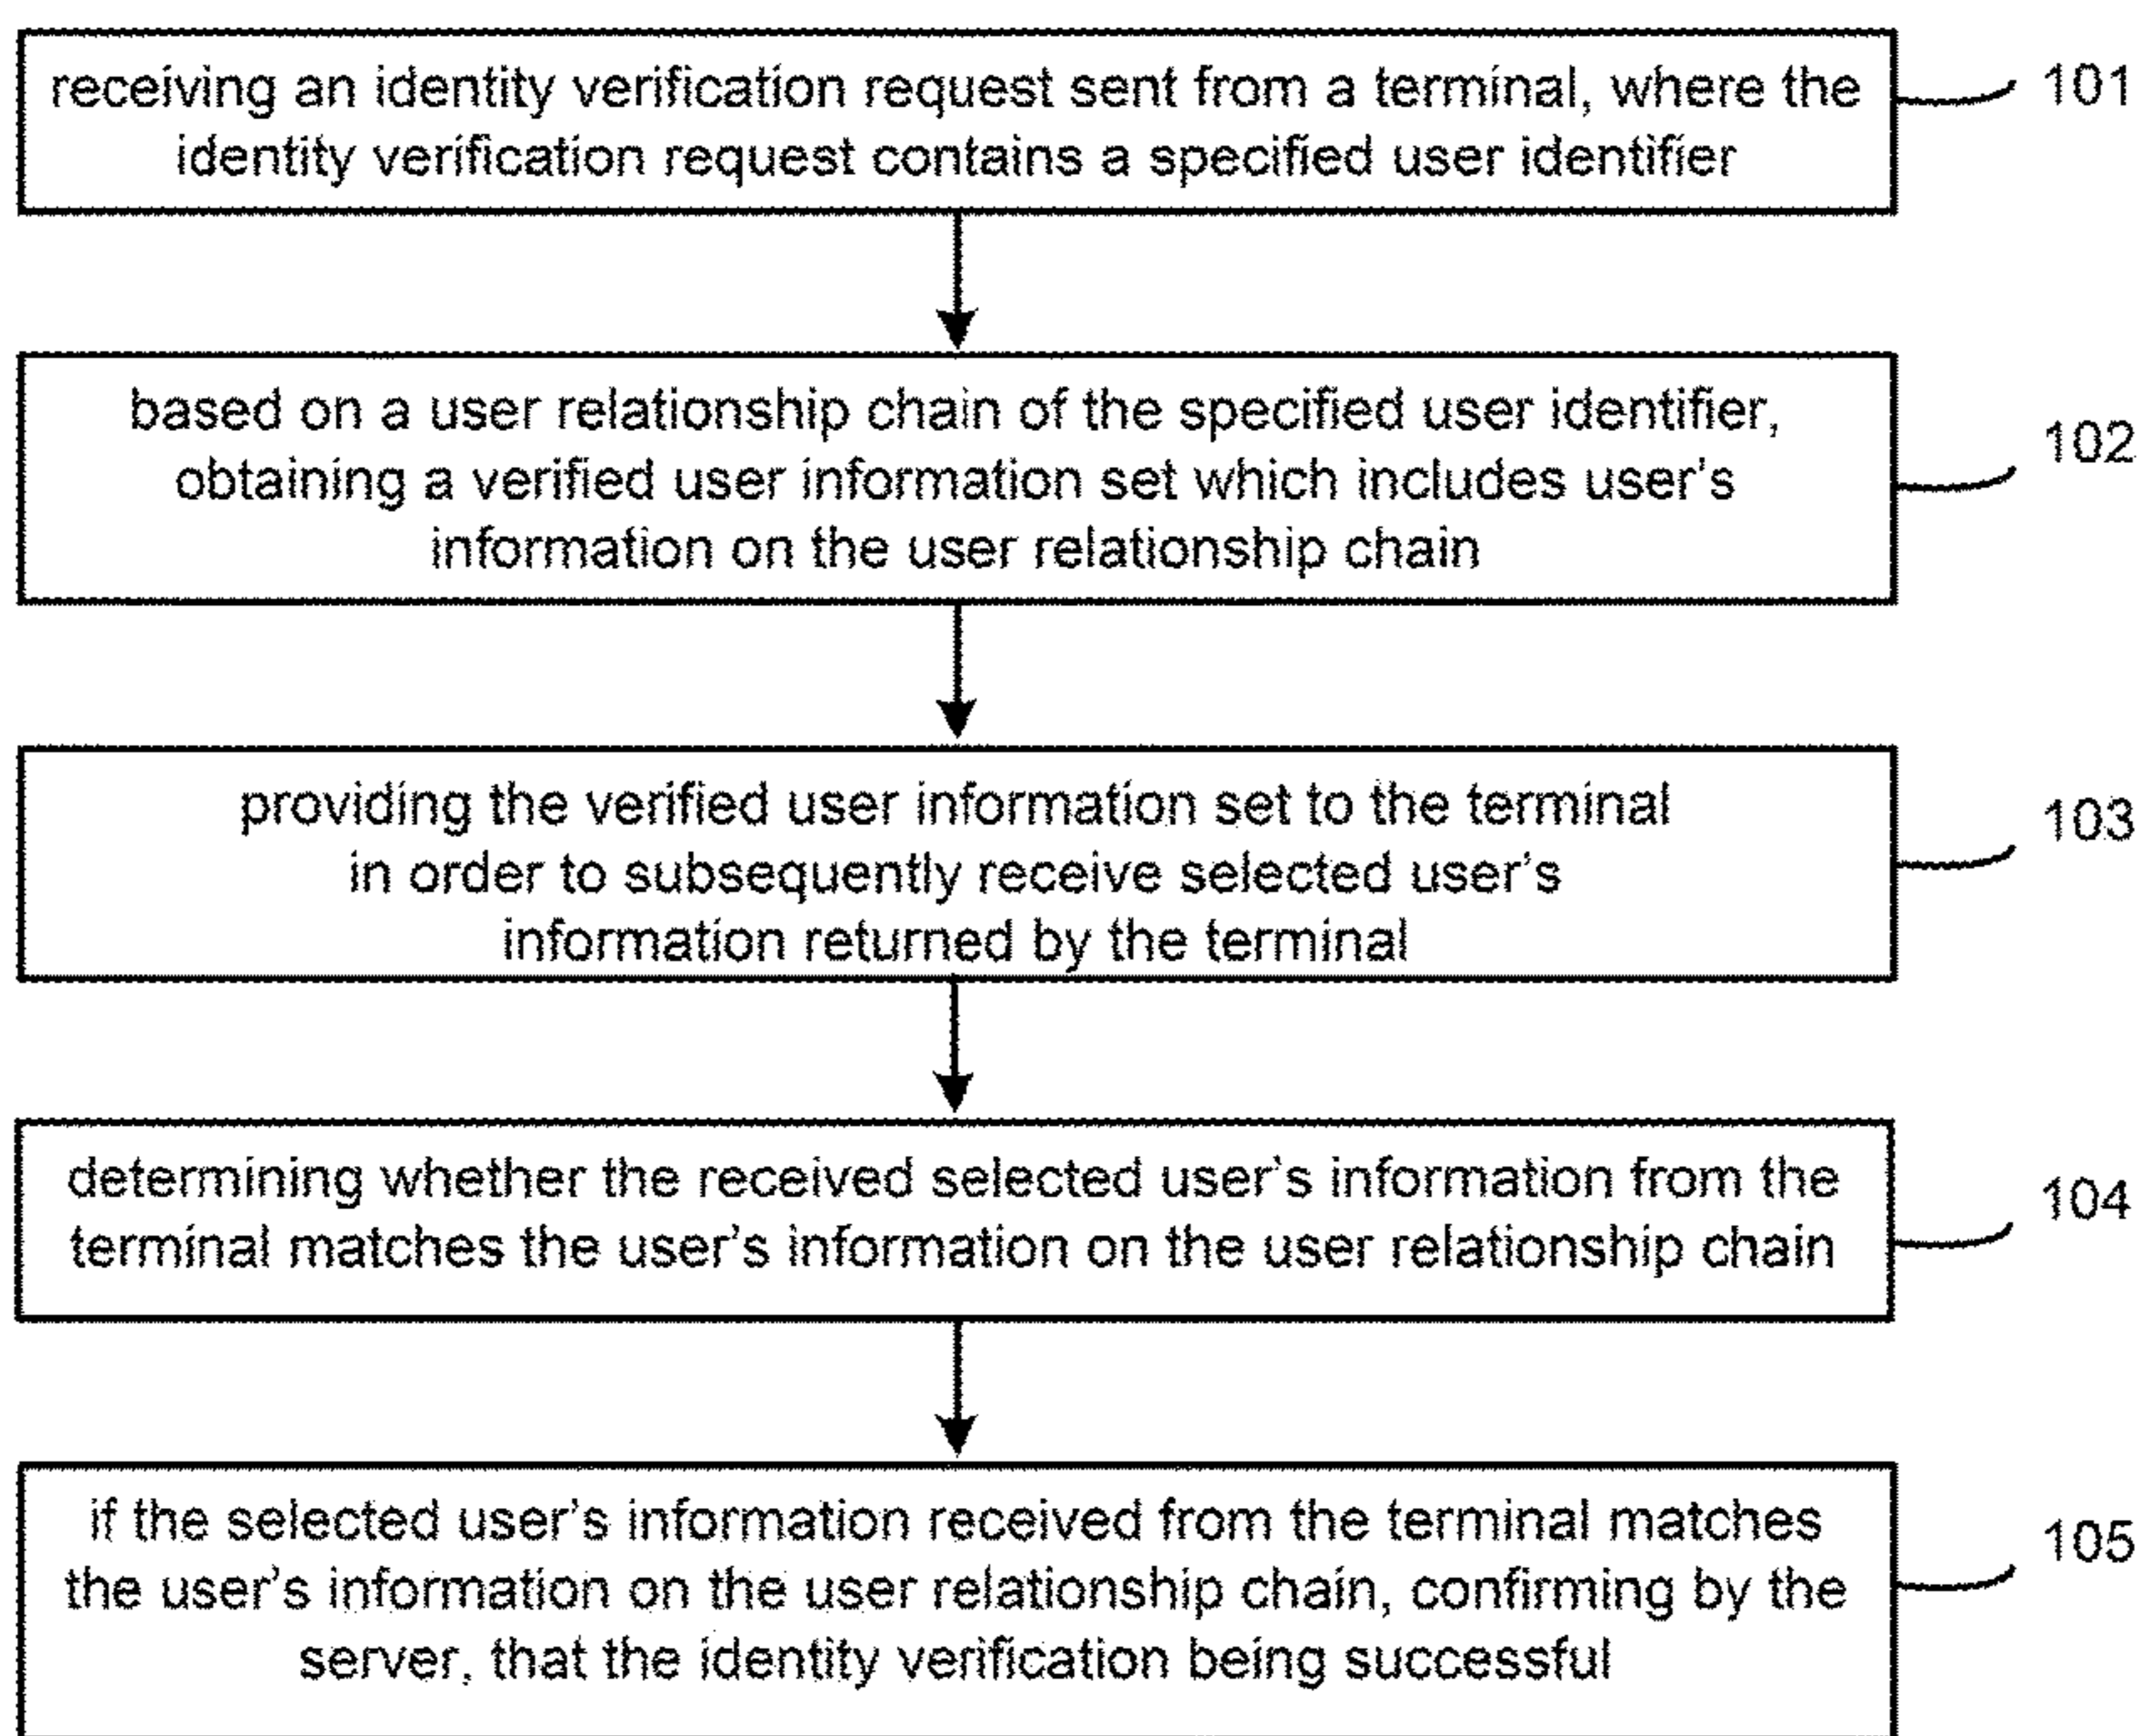 receiving an identity verification request sent from a terminal, where the
identity verification request contains a specified user identifier
101
based on a user relationship chain of the specified user identifier,
obtaining a verified user information set which includes user's
information on the user relationship chain
102
providing the verified user information set to the terminal
in order to subsequently receive selected user's
information returned by the terminal
103
determining whether the received selected user's information from the
terminal matches the user's information on the user relationship chain
104
if the selected user's information received from the terminal matches
the user's information on the user relationship chain, confirming by the
server, that the identity verification being successful
105